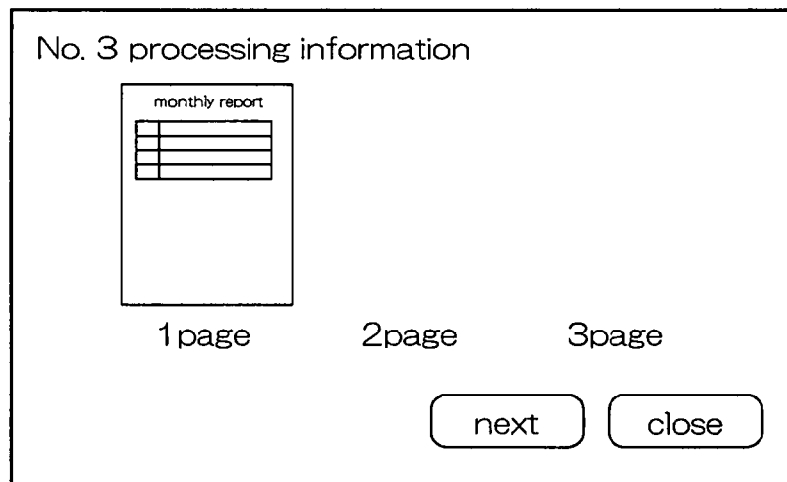 No. 3 processing information
monthly report
1page 2page 3page
next close